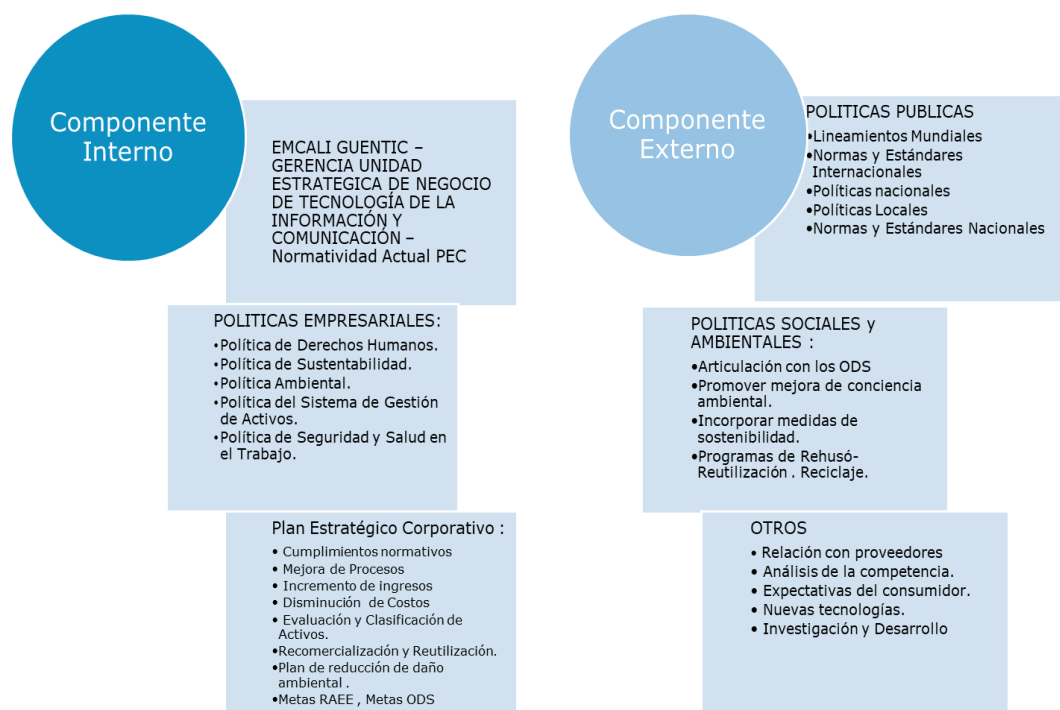 Componente
Interno
EMCALI GUENTIC –
GERENCIA UNIDAD
ESTRATEGICA DE NEGOCIO
DE TECNOLOGÍA DE LA
INFORMACIÓN Y
COMUNICACIÓN –
Normatividad Actual PEC
POLITICAS EMPRESARIALES:
•Política de Derechos Humanos.
•Política de Sustentabilidad.
•Política Ambiental.
•Política del Sistema de Gestión
de Activos.
•Política de Seguridad y Salud en
el Trabajo.
Plan Estratégico Corporativo :
• Cumplimientos normativos
• Mejora de Procesos
• Incremento de ingresos
• Disminución de Costos
• Evaluación y Clasificación de
Activos.
•Recomercialización y Reutilización.
•Plan de reducción de daño
ambiental .
•Metas RAEE , Metas ODS
Componente
Externo
POLITICAS PUBLICAS
•Lineamientos Mundiales
•Normas y Estándares
Internacionales
•Políticas nacionales
•Políticas Locales
•Normas y Estándares Nacionales
POLITICAS SOCIALES y
AMBIENTALES :
•Articulación con los ODS
•Promover mejora de conciencia
ambiental.
•Incorporar medidas de
sostenibilidad.
•Programas de Rehusó-
Reutilización . Reciclaje.
OTROS
• Relación con proveedores
• Análisis de la competencia.
• Expectativas del consumidor.
• Nuevas tecnologías.
• Investigación y Desarrollo